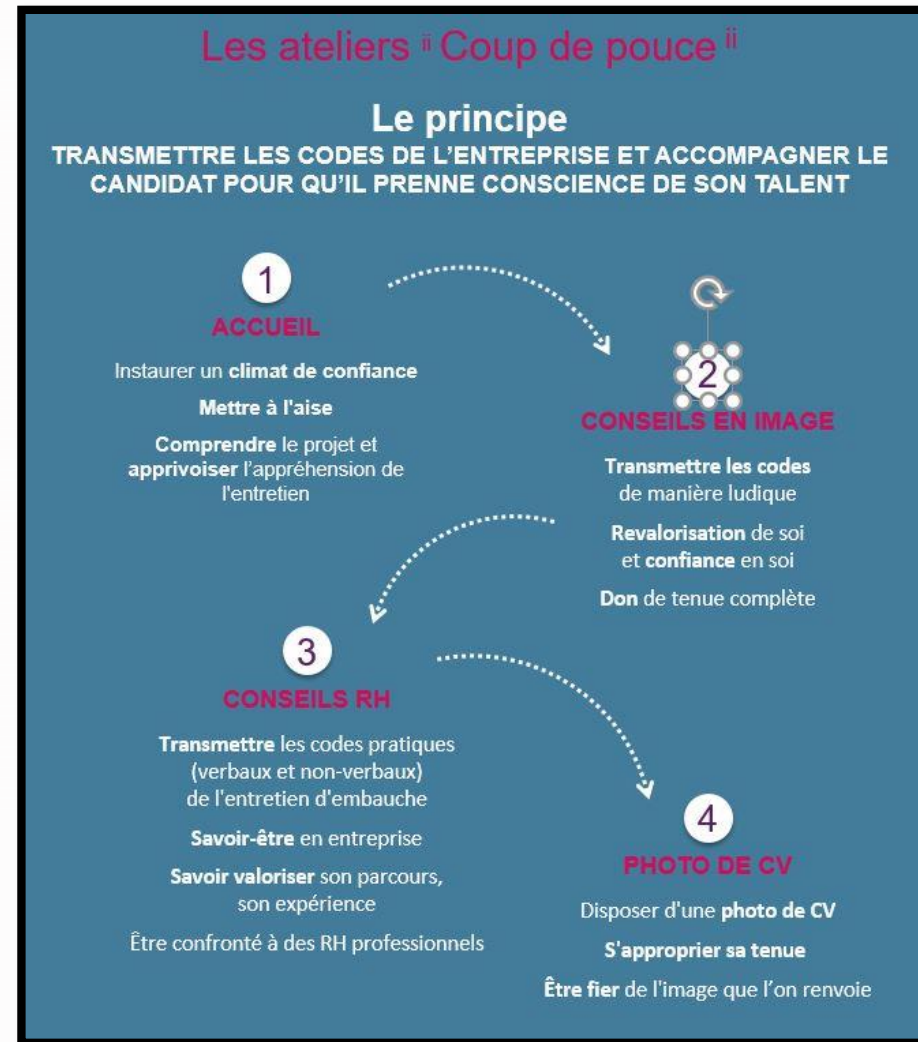 Les ateliers " Coup de pouce "
Le principe
TRANSMETTRE LES CODES DE L'ENTREPRISE ET ACCOMPAGNER LE
CANDIDAT POUR QU'IL PRENNE CONSCIENCE DE SON TALENT
1
ACCUEIL
Instaurer un climat de confiance
Mettre à l'aise
Comprendre le projet et
apprivoiser l'appréhension de
l'entretien
2
CONSEILS EN IMAGE
Transmettre les codes
de manière ludique
Revalorisation de soi
et confiance en soi
Don de tenue complète
3
CONSEILS RH
Transmettre les codes pratiques
(verbaux et non-verbaux)
de l'entretien d'embauche
Savoir-être en entreprise
Savoir valoriser son parcours,
son expérience
Être confronté à des RH professionnels
4
PHOTO DE CV
Disposer d'une photo de CV
S'approprier sa tenue
Être fier de l'image que l'on renvoie